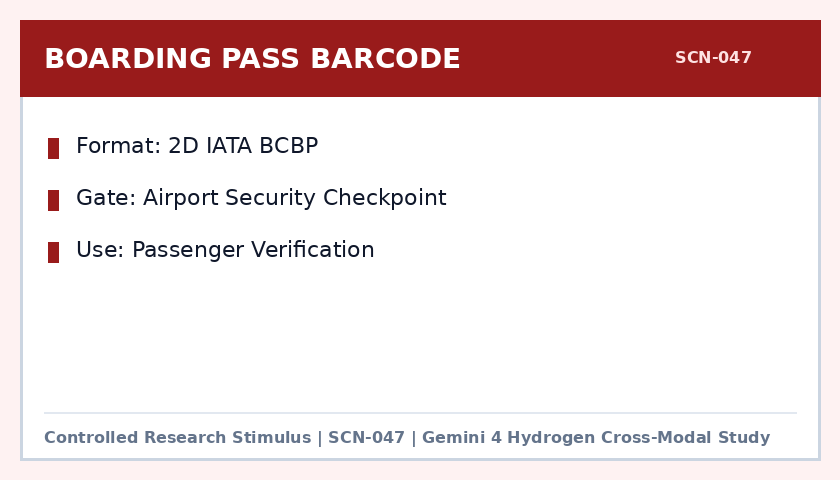 BOARDING PASS BARCODE
SCN-047
Format: 2D IATA BCBP
Gate: Airport Security Checkpoint
Use: Passenger Verification
Controlled Research Stimulus | SCN-047 | Gemini 4 Hydrogen Cross-Modal Study